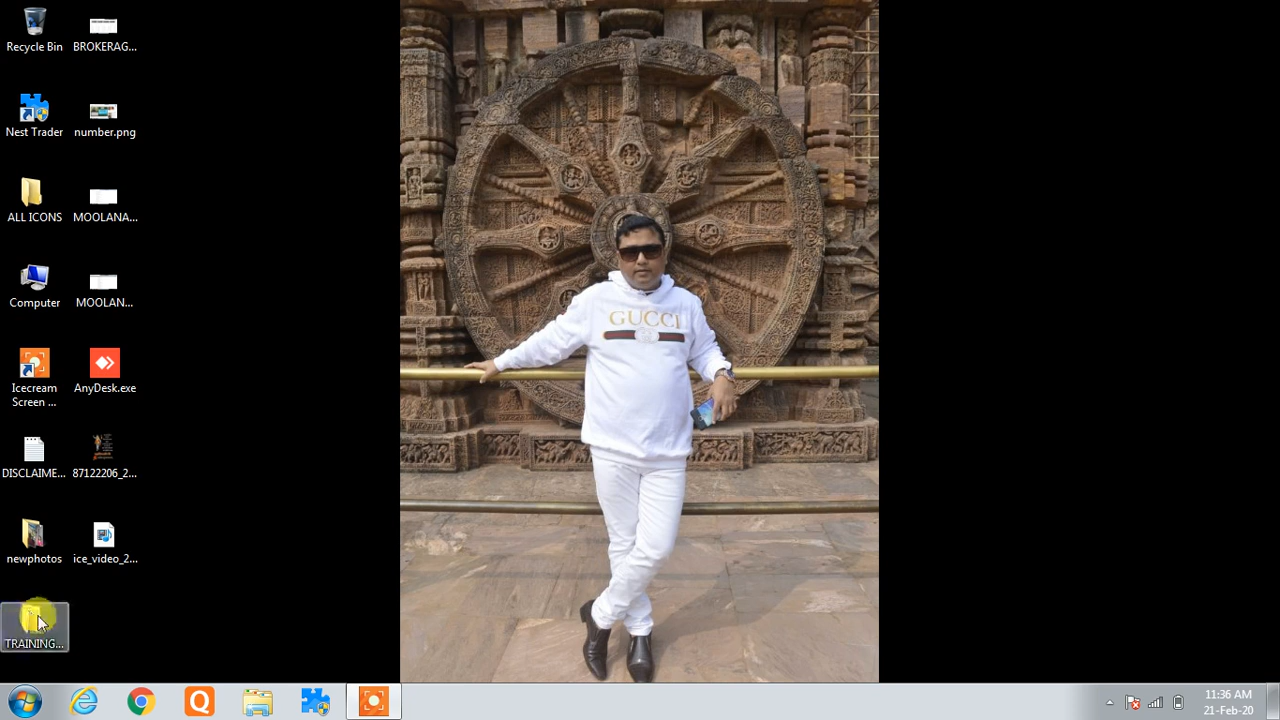 Recycle Bin
BROKERAG...
Nest Trader
number.png
ALL ICONS
MOOLANA...
Computer
MOOLAN...
Icecream
Screen ...
AnyDesk.exe
DISCLAIME...
87122206_2...
newphotos
ice_video_2...
TRAINING...
GUCCI
11:36 AM
21-Feb-20